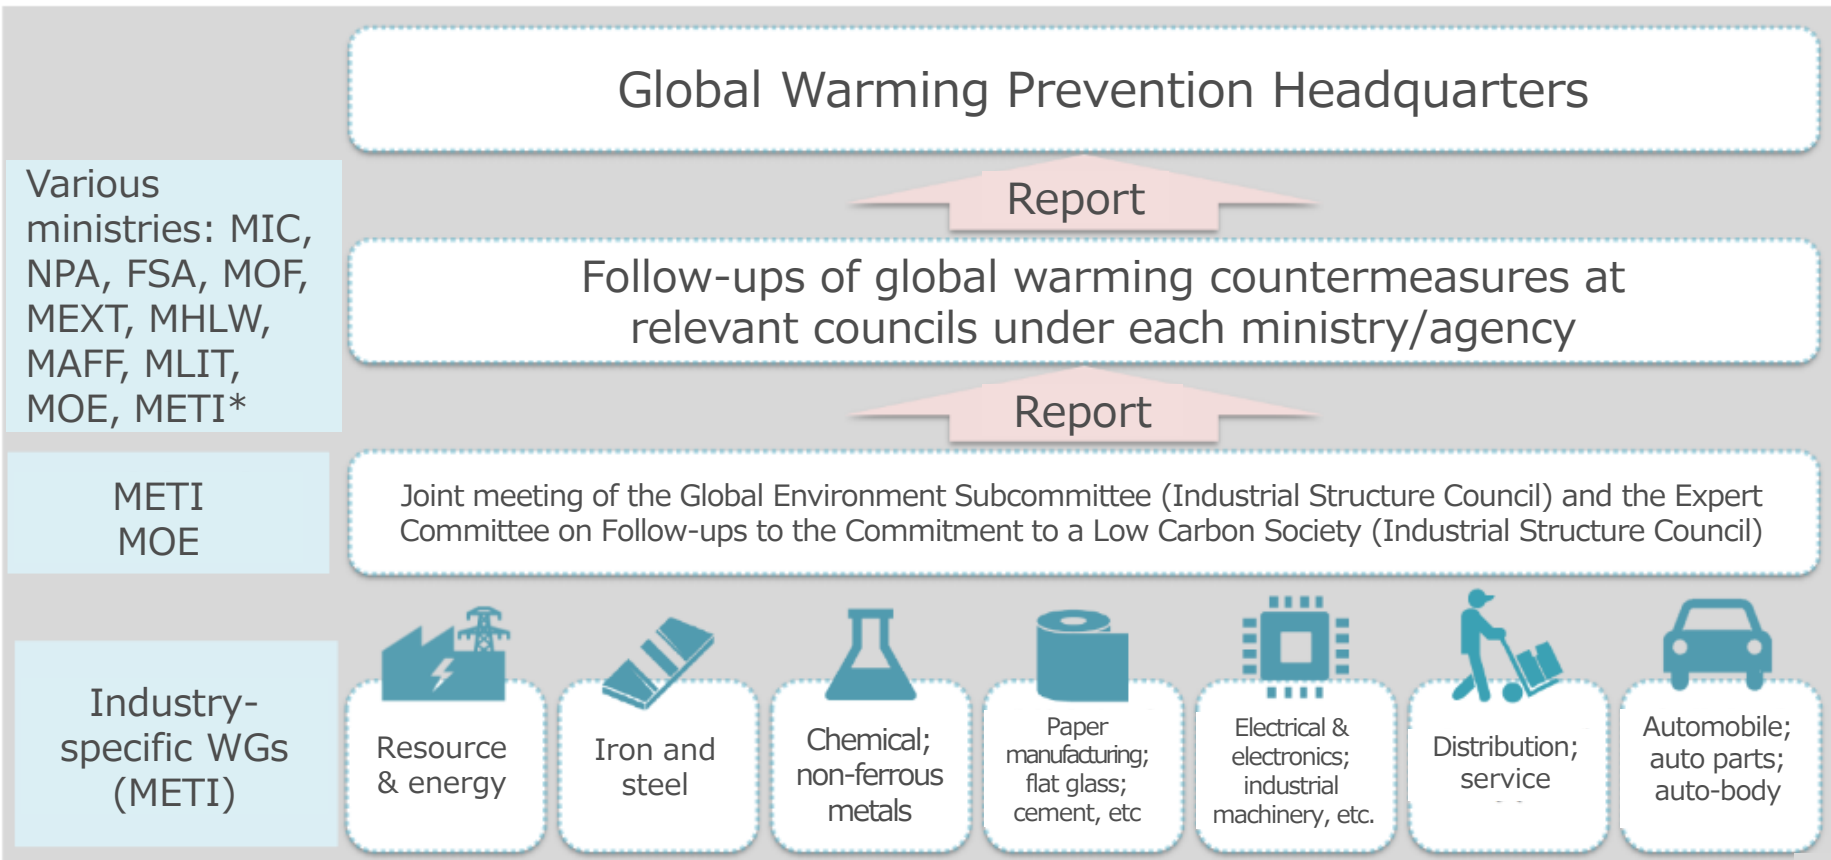 Global Warming Prevention Headquarters
Various
ministries: MIC,
NPA, FSA, MOF,
MEXT, MHLW,
MAFF, MLIT,
MOE, METI*
Report
Follow-ups of global warming countermeasures at
relevant councils under each ministry/agency
Report
METI
MOE
Joint meeting of the Global Environment Subcommittee (Industrial Structure Council) and the Expert
Committee on Follow-ups to the Commitment to a Low Carbon Society (Industrial Structure Council)
Industry-
specific WGs
(METI)
Resource
& energy
Iron and
steel
Chemical;
non-ferrous
metals
Paper
manufacturing;
flat glass;
cement, etc
Electrical &
electronics;
industrial
machinery, etc.
Distribution;
service
Automobile;
auto parts;
auto-body